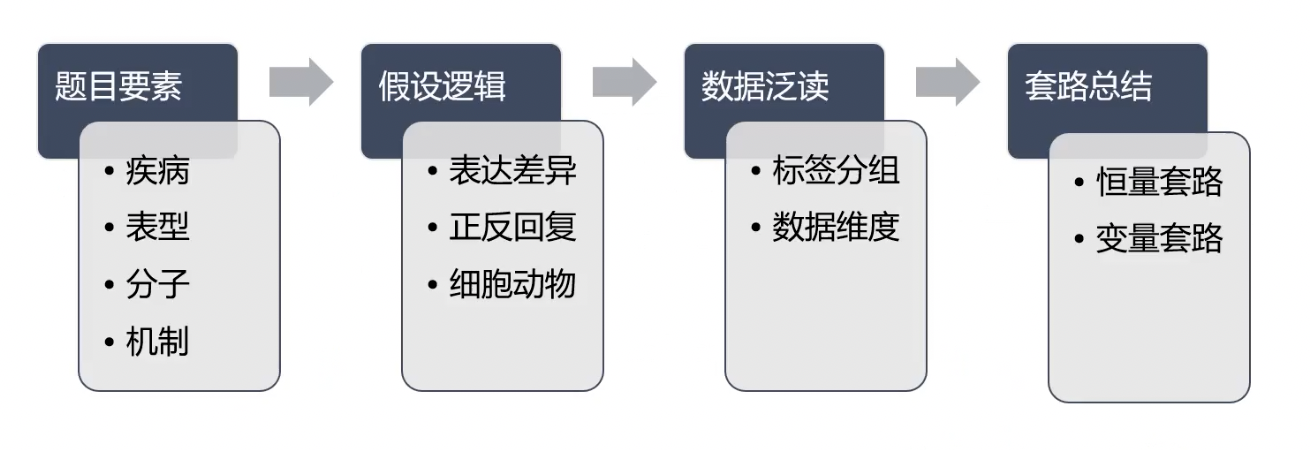 题目要素
• 疾病
• 表型
• 分子
• 机制
假设逻辑
• 表达差异
• 正反回复
• 细胞动物
数据泛读
• 标签分组
• 数据维度
套路总结
• 恒量套路
• 变量套路